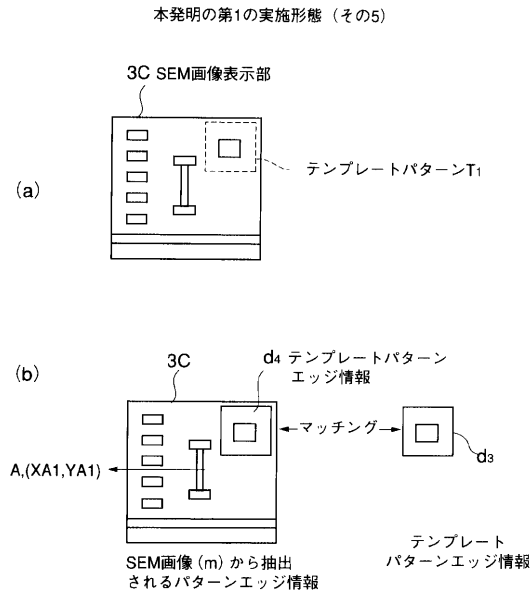 本発明の第1の実施形態（その5）
3C SEM画像表示部
(a)
テンプレートパターンT1
(b)
3C
d4 テンプレートパターン
エッジ情報
マッチング
d3
A,(XA1,YA1)
SEM画像（m）から抽出
されるパターンエッジ情報
テンプレート
パターンエッジ情報